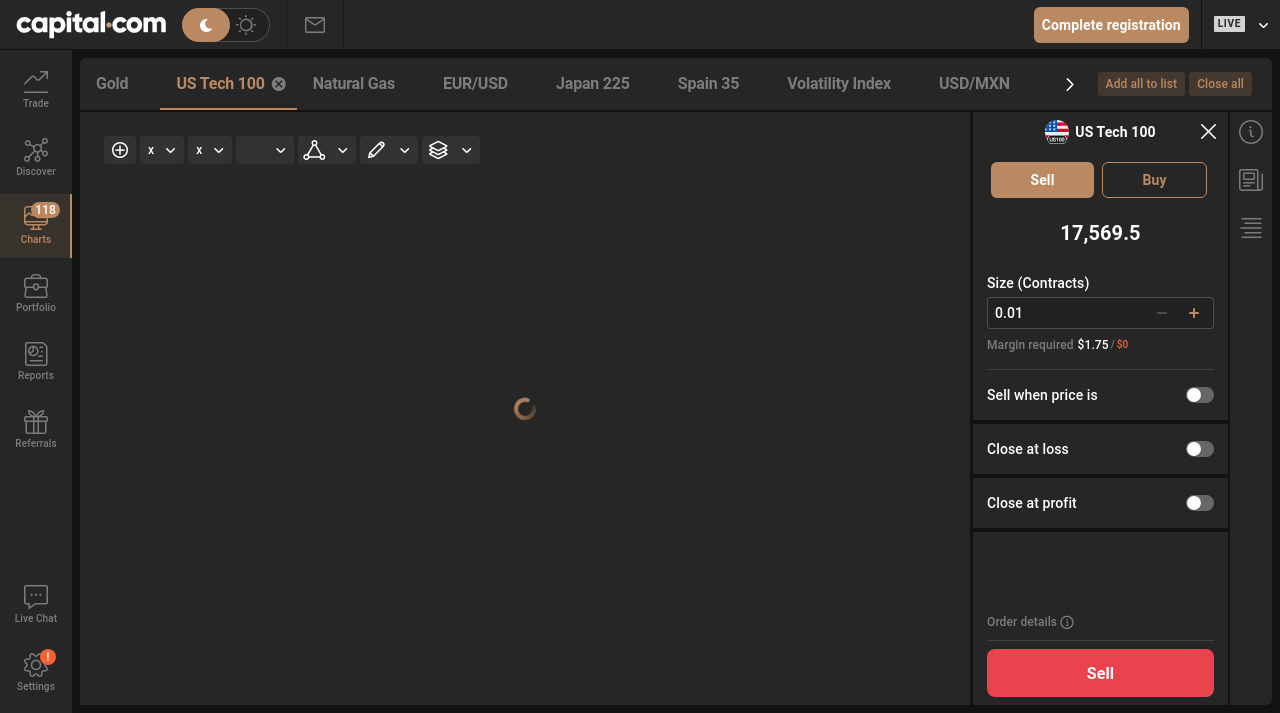 capital.com
Complete registration
LIVE
Gold
US Tech 100
Natural Gas
EUR/USD
Japan 225
Spain 35
Volatility Index
USD/MXN
Add all to list
Close all
Trade
Discover
118
Charts
Portfolio
Reports
Referrals
Live Chat
!
Settings
x
x
US100
US Tech 100
Sell
Buy
17,569.5
Size (Contracts)
0.01
Margin required $1.75 / $0
Sell when price is
Close at loss
Close at profit
Order details
Sell